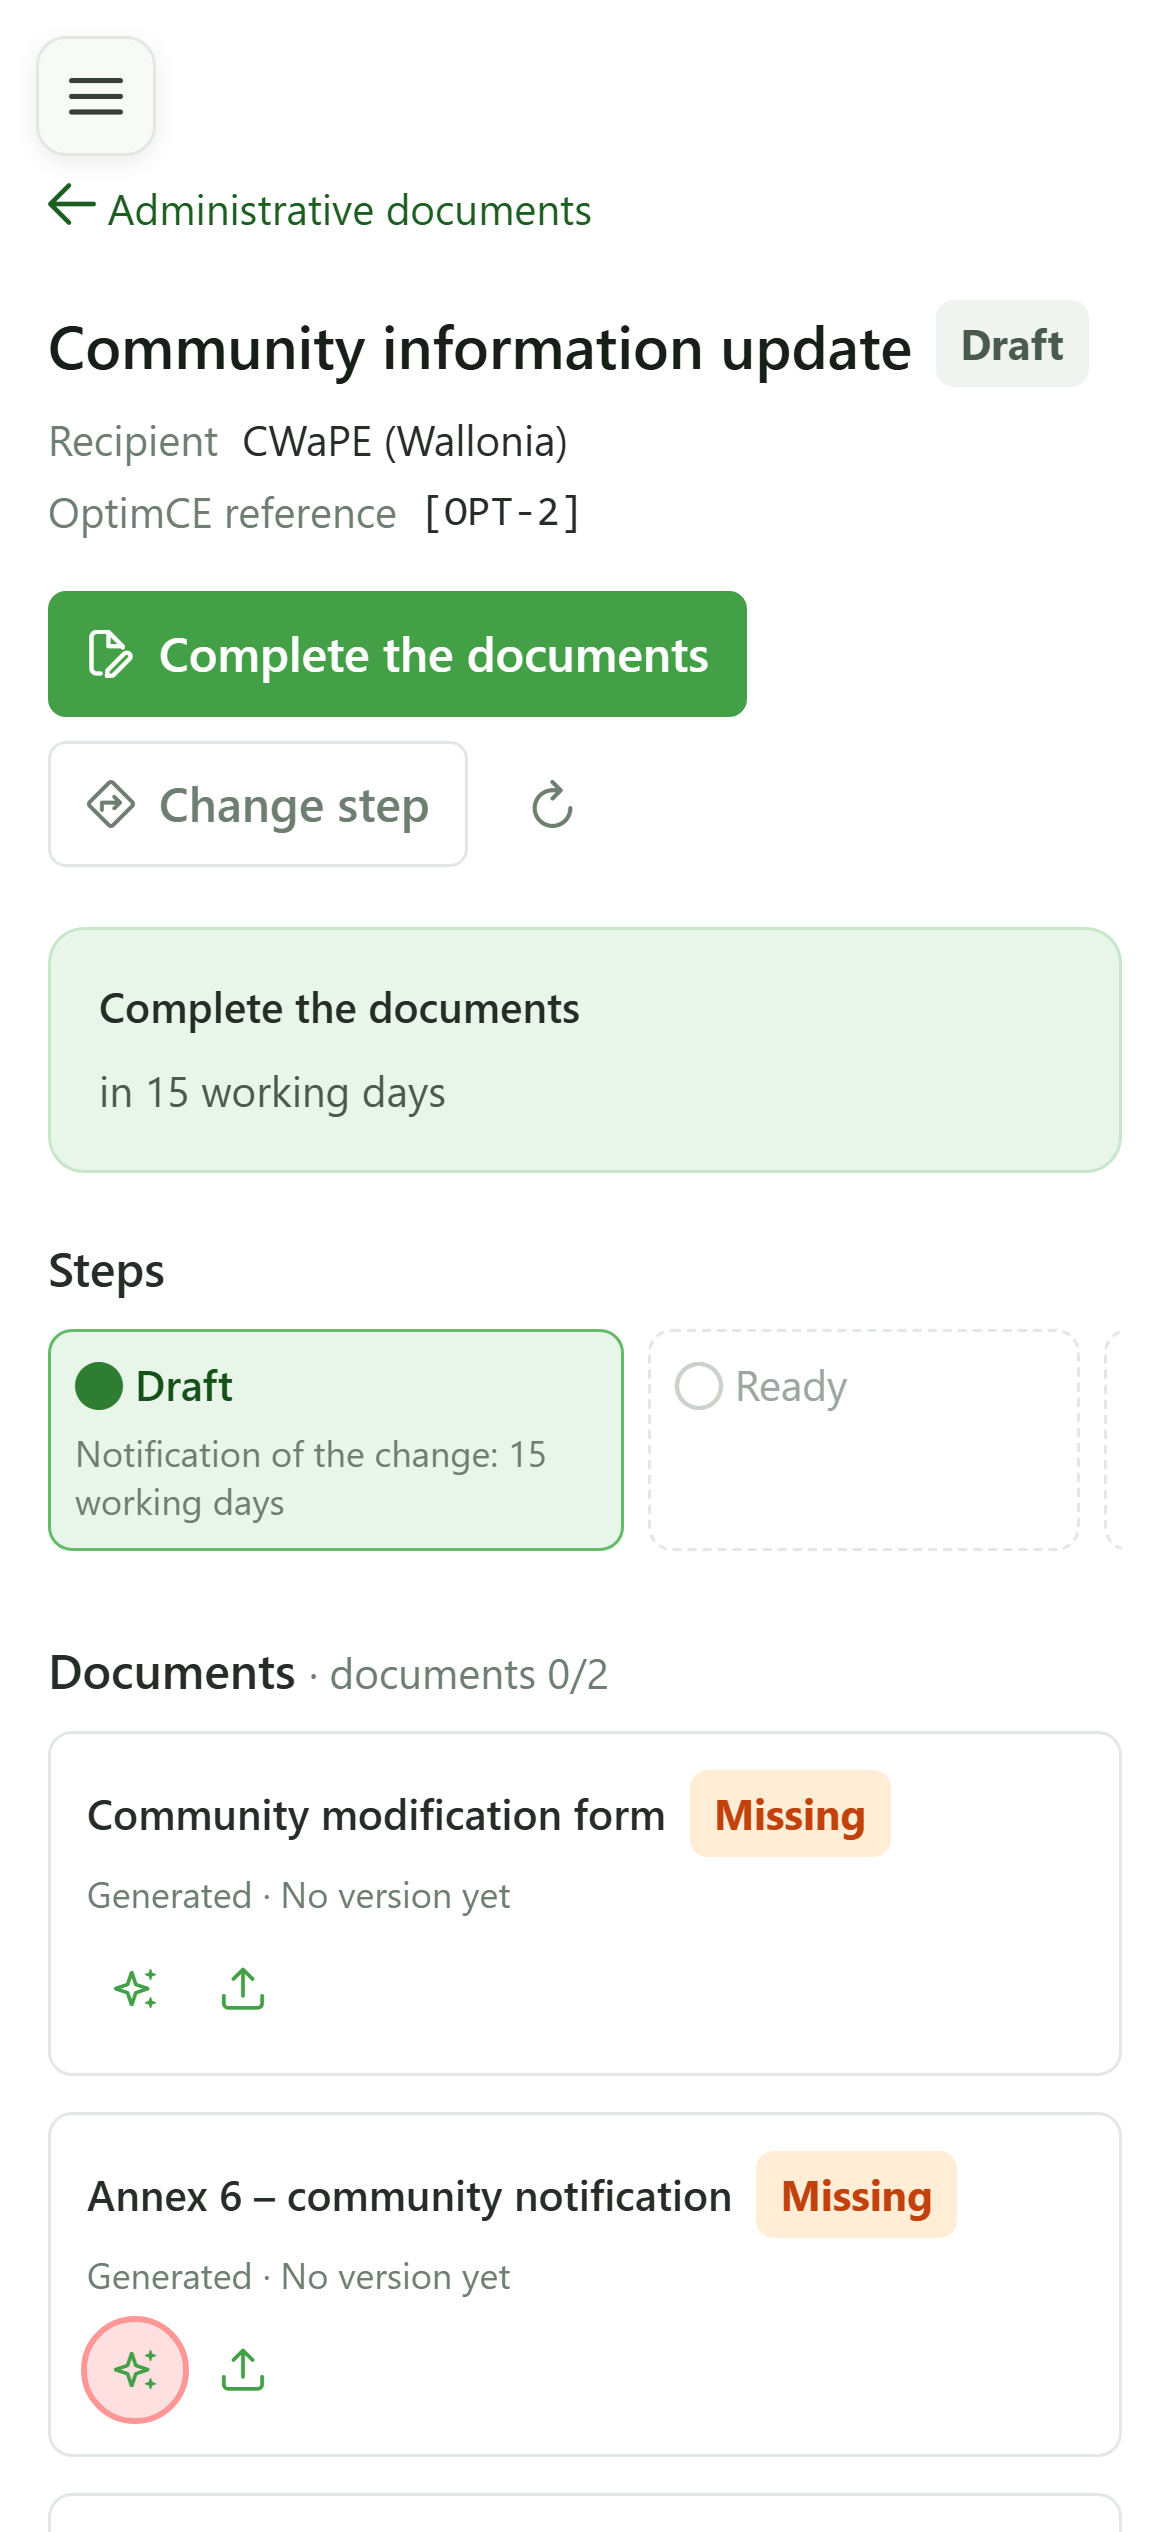 Administrative documents
Community information update Draft
Recipient CWaPE (Wallonia)
OptimCE reference [OPT-2]
Complete the documents
Change step
Complete the documents
in 15 working days
Steps
Draft
Notification of the change: 15
working days
Ready
Documents · documents 0/2
Community modification form Missing
Generated · No version yet
Annex 6 – community notification Missing
Generated · No version yet